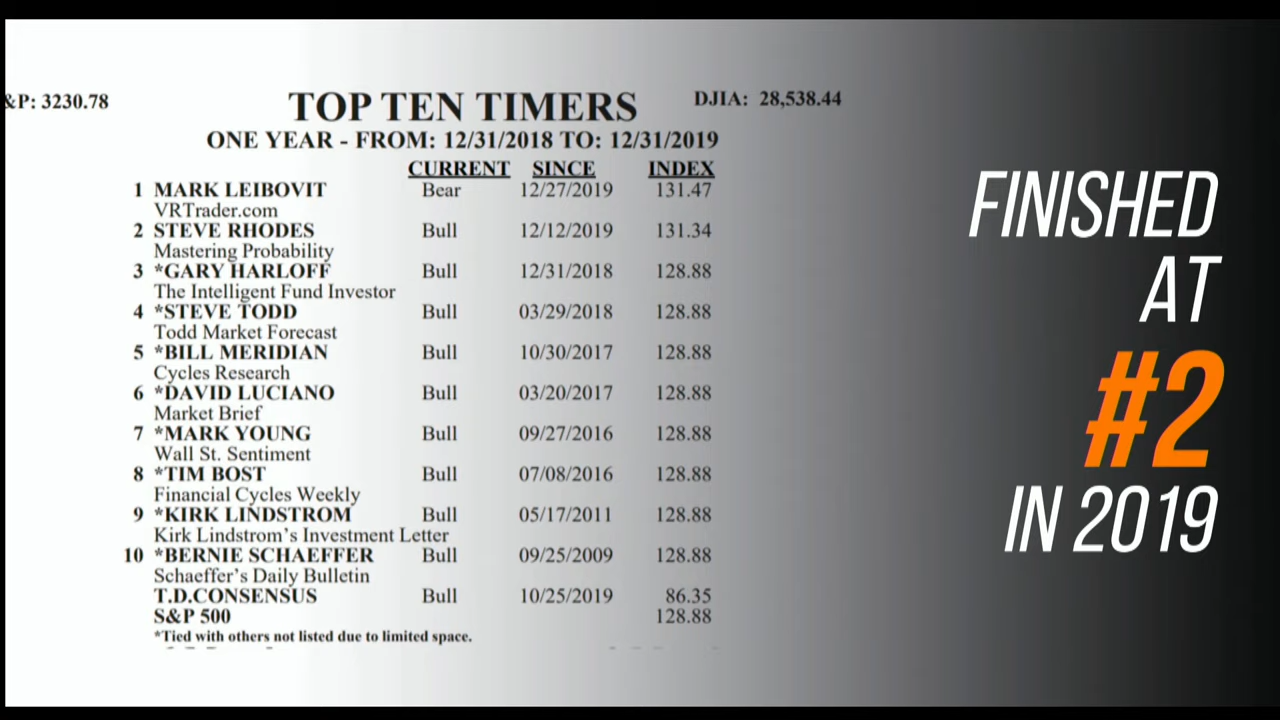 &P: 3230.78
TOP TEN TIMERS
DJIA: 28,538.44
ONE YEAR - FROM: 12/31/2018 TO: 12/31/2019
CURRENT SINCE INDEX
1 MARK LEIBOVIT Bear 12/27/2019 131.47
VRTrader.com
2 STEVE RHODES Bull 12/12/2019 131.34
Mastering Probability
3 *GARY HARLOFF Bull 12/31/2018 128.88
The Intelligent Fund Investor
4 *STEVE TODD Bull 03/29/2018 128.88
Todd Market Forecast
5 *BILL MERIDIAN Bull 10/30/2017 128.88
Cycles Research
6 *DAVID LUCIANO Bull 03/20/2017 128.88
Market Brief
7 *MARK YOUNG Bull 09/27/2016 128.88
Wall St. Sentiment
8 *TIM BOST Bull 07/08/2016 128.88
Financial Cycles Weekly
9 *KIRK LINDSTROM Bull 05/17/2011 128.88
Kirk Lindstrom's Investment Letter
10 *BERNIE SCHAEFFER Bull 09/25/2009 128.88
Schaeffer's Daily Bulletin
T.D.CONSENSUS Bull 10/25/2019 86.35
S&P 500 128.88
*Tied with others not listed due to limited space.
FINISHED
AT
#2
IN 2019